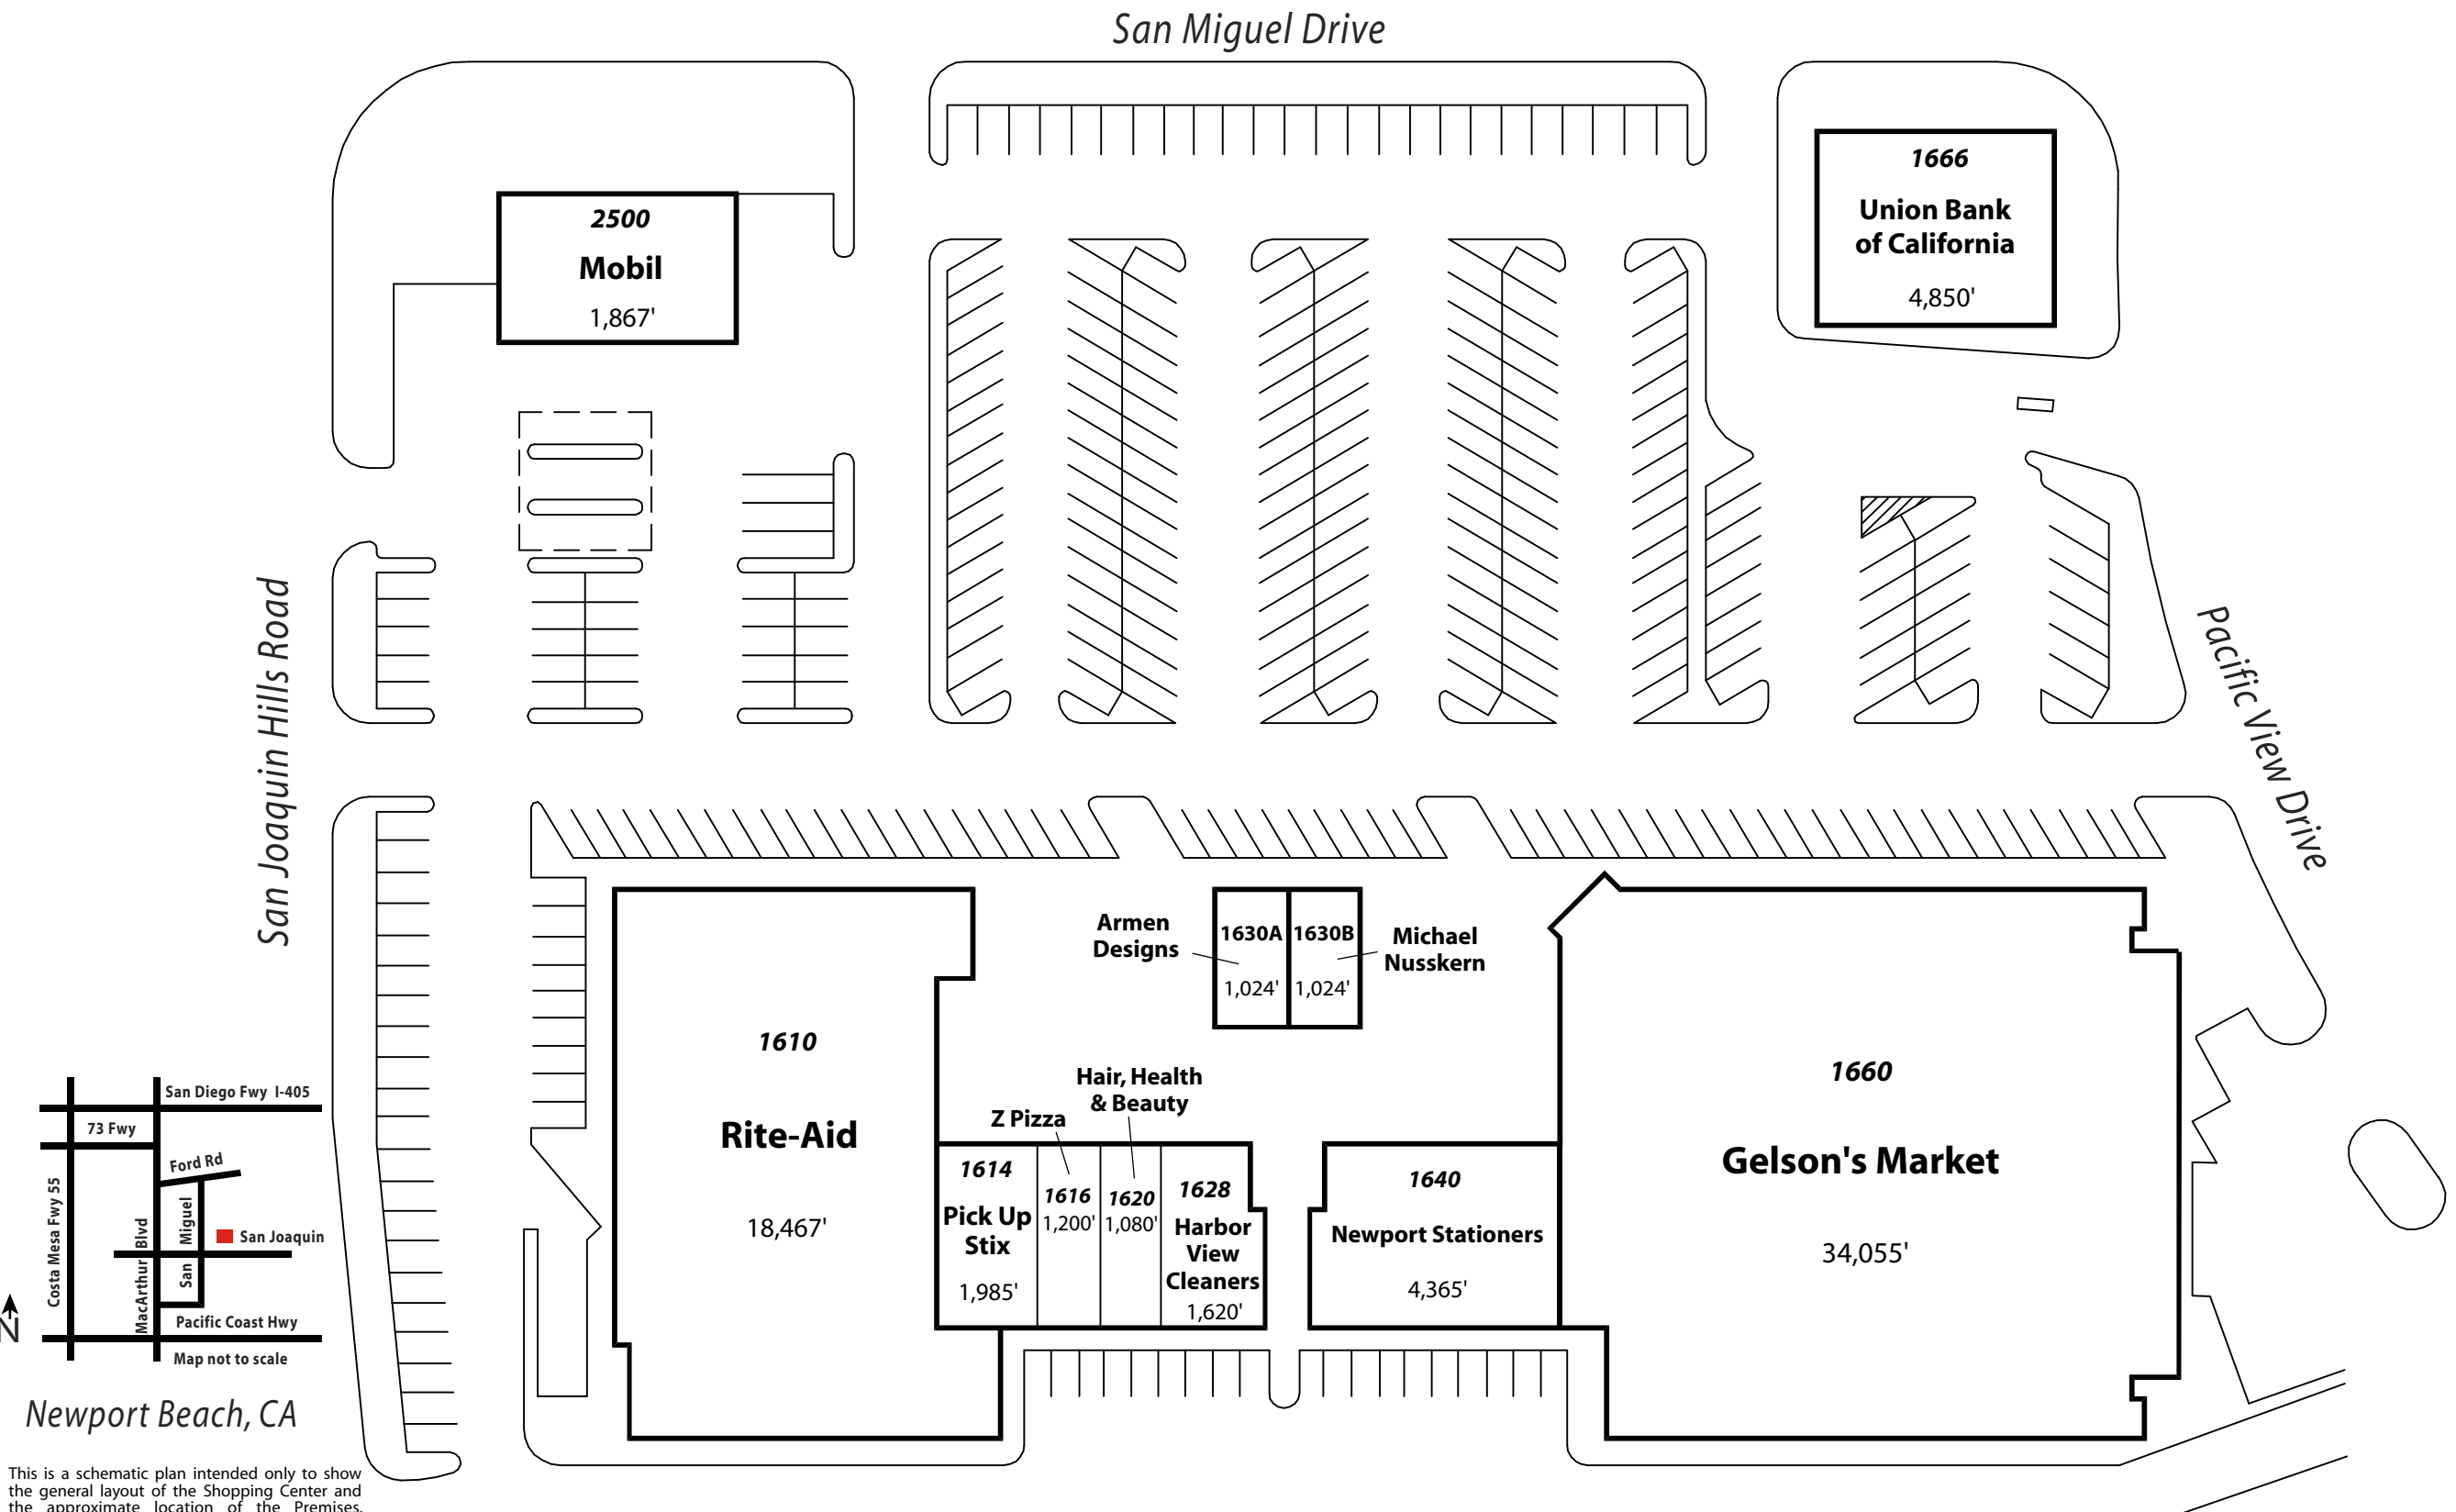 San Miguel Drive
2500
Mobil
1,867'
1666
Union Bank
of California
4,850'
San Joaquin Hills Road
Pacific View Drive
1610
Rite-Aid
18,467'
Armen
Designs
1630A
1,024'
1630B
1,024'
Michael
Nusskern
Z Pizza
Hair, Health
& Beauty
1614
Pick Up
Stix
1,985'
1616
1,200'
1620
1,080'
1628
Harbor
View
Cleaners
1,620'
1640
Newport Stationers
4,365'
1660
Gelson's Market
34,055'
San Diego Fwy I-405
73 Fwy
Ford Rd
Costa Mesa Fwy 55
MacArthur Blvd
San Miguel
San Joaquin
Pacific Coast Hwy
Map not to scale
N
Newport Beach, CA
This is a schematic plan intended only to show
the general layout of the Shopping Center and
the approximate location of the Premises.